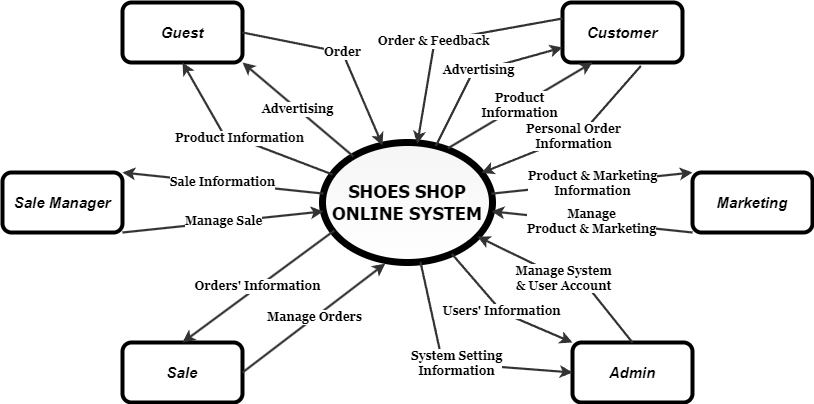 Guest
Customer
Order
Order & Feedback
Advertising
Advertising
Product
Information
Product Information
Personal Order
Information
Sale Manager
Sale Information
Manage Sale
SHOES SHOP
ONLINE SYSTEM
Product & Marketing
Information
Manage
Product & Marketing
Marketing
Orders' Information
Manage Orders
Manage System
& User Account
Users' Information
System Setting
Information
Sale
Admin